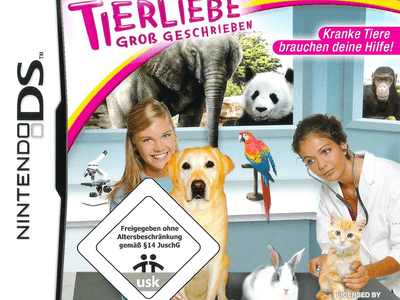 TIERLIEBE
GROß GESCHRIEBEN
Kranke Tiere
brauchen deine Hilfe!
NINTENDO DS
Freigegeben ohne
Altersbeschränkung
gemäß §14 JuschG
usk
LICENSED BY